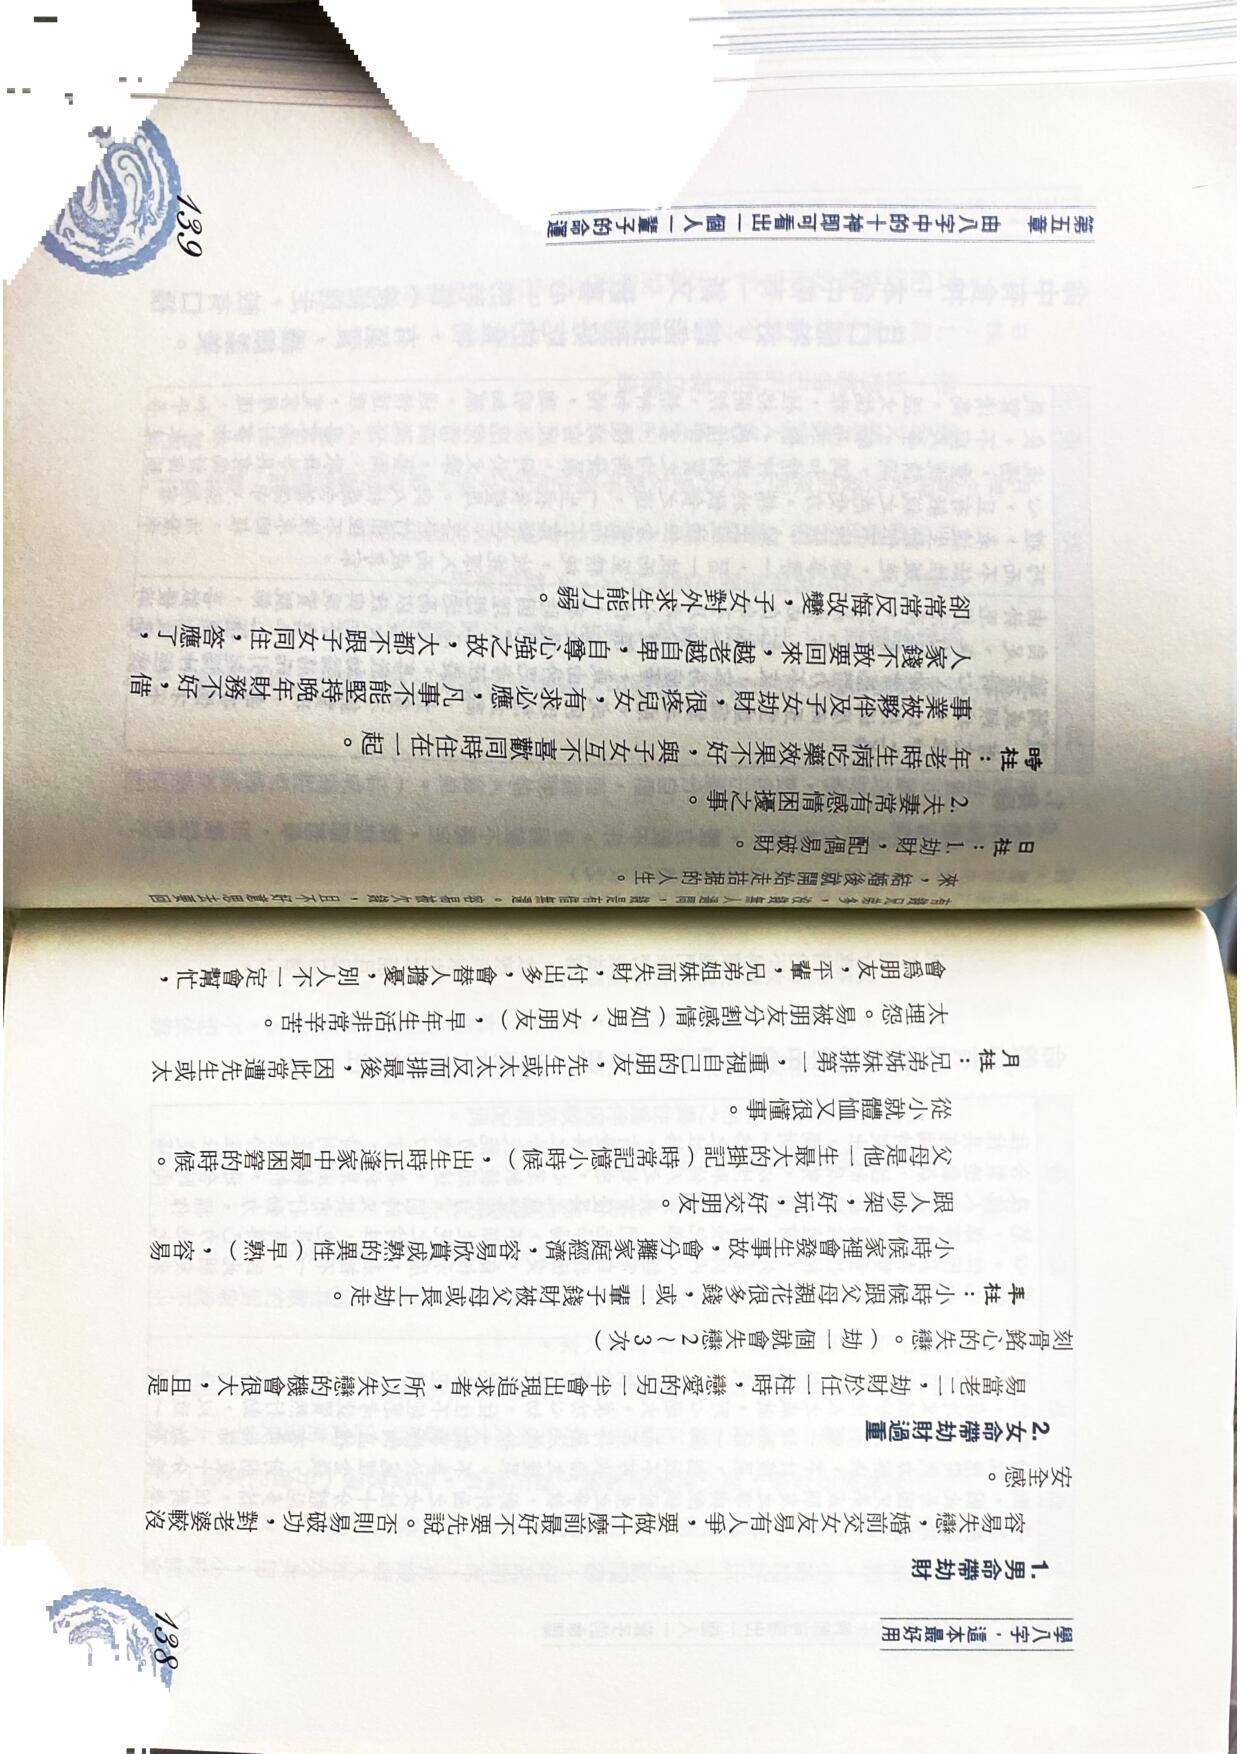 學八字，這本最好用
1.男命帶劫財
容易失戀，婚前交女友易有人爭，要做什麼前最好不要先說。否則易破功，對老婆較沒
安全感。
2.女命帶劫財過重
易當老二，劫財於任一柱時，戀愛的另一半會出現追求者，所以失戀的機會很大，且是
刻骨銘心的失戀。（劫一個就會失戀2～3次）
年柱：小時候跟父母親花很多錢，或一輩子錢財被父母或長上劫走。
小時候家裡會發生事故，會分攤家庭經濟，容易欣賞成熟的異性（早熟），容易
跟人吵架，好玩，好交朋友。
父母是他一生最大的掛記（時常記憶小時候），出生時正逢家中最困窘的時候。
從小就體恤又很懂事。
月柱：兄弟姊妹排第一，重視自己的朋友，先生或太太反而排最後，因此常遭先生或太
太埋怨。易被朋友分割感情（如男、女朋友），早年生活非常辛苦。
會為朋友，平輩，兄弟姐妹而失財，付出多，會替人擔憂，別人不一定會幫忙，
138
有錢兄弟多，沒錢無人過問，錢是有借無還。容易被欠錢，且不好意思去要回
來，結婚後就開始走拮据的人生。
日柱：1.劫財，配偶易破財。
2.夫妻常有感情困擾之事。
時柱：年老時生病吃藥效果不好，與子女互不喜歡同時住在一起。
事業被夥伴及子女劫財，很疼兒女，有求必應，凡事不能堅持晚年財務不好，借
人家錢不敢要回來，越老越自卑，自尊心強之故，大都不跟子女同住，答應了，
卻常常反悔改變，子女對外求生能力弱。
第五章　由八字中的十神即可看出一個人一輩子的命運
139